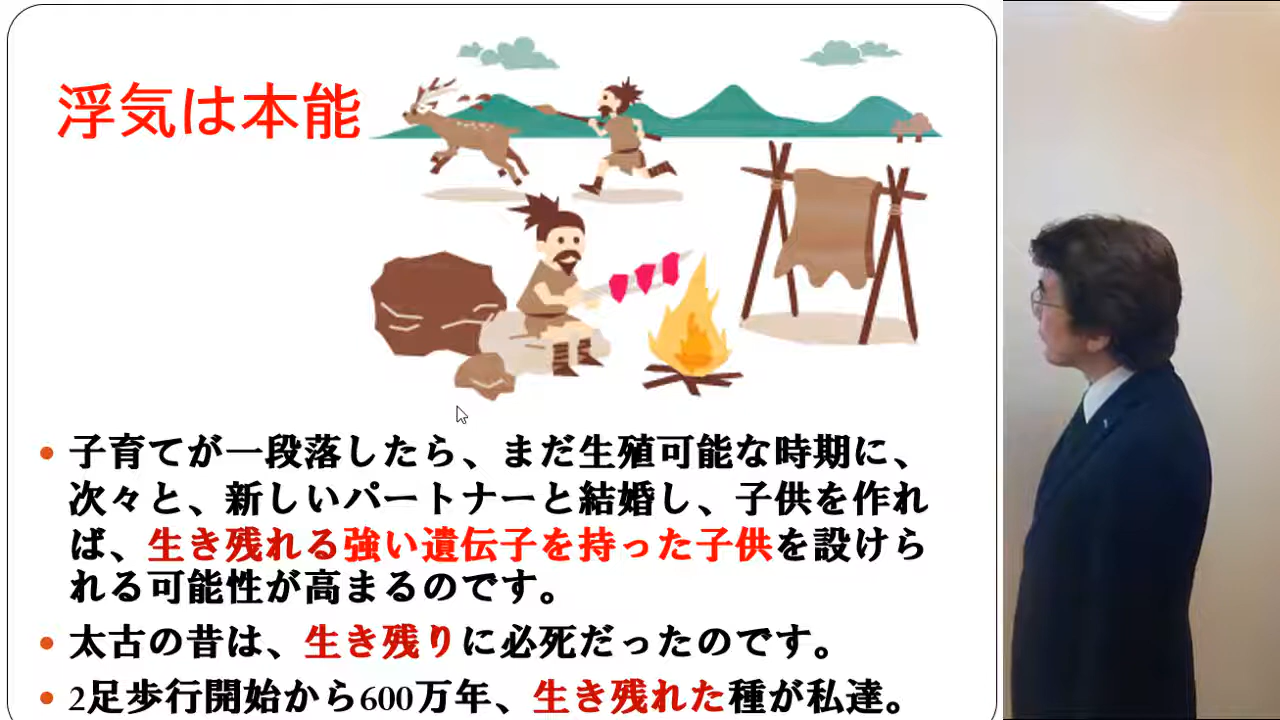 浮気は本能
• 子育てが一段落したら、まだ生殖可能な時期に、
次々と、新しいパートナーと結婚し、子供を作れ
ば、生き残れる強い遺伝子を持った子供を設けら
れる可能性が高まるのです。
• 太古の昔は、生き残りに必死だったのです。
• 2足歩行開始から600万年、生き残れた種が私達。